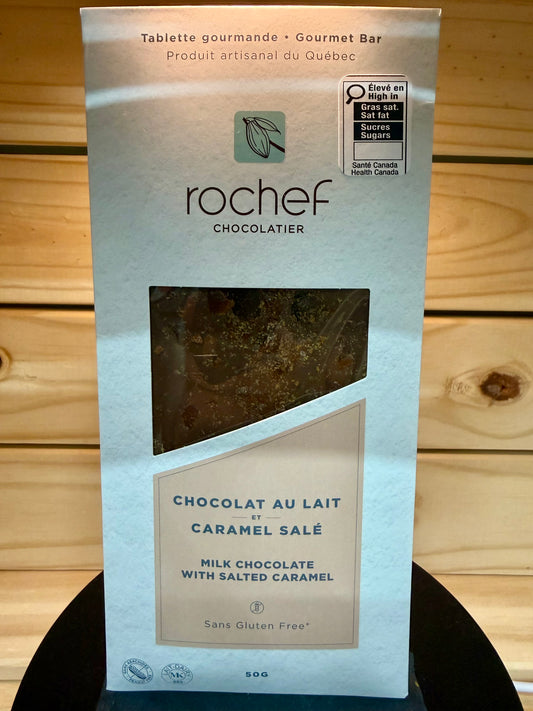 Tablette gourmande • Gourmet Bar
Produit artisanal du Québec
Élevé en
High in
Gras sat.
Sat fat
Sucres
Sugars
Santé Canada
Health Canada
rochef
CHOCOLATIER
CHOCOLAT AU LAIT
ET
CARAMEL SALÉ
MILK CHOCOLATE
WITH SALTED CARAMEL
Sans Gluten Free*
MK
50G